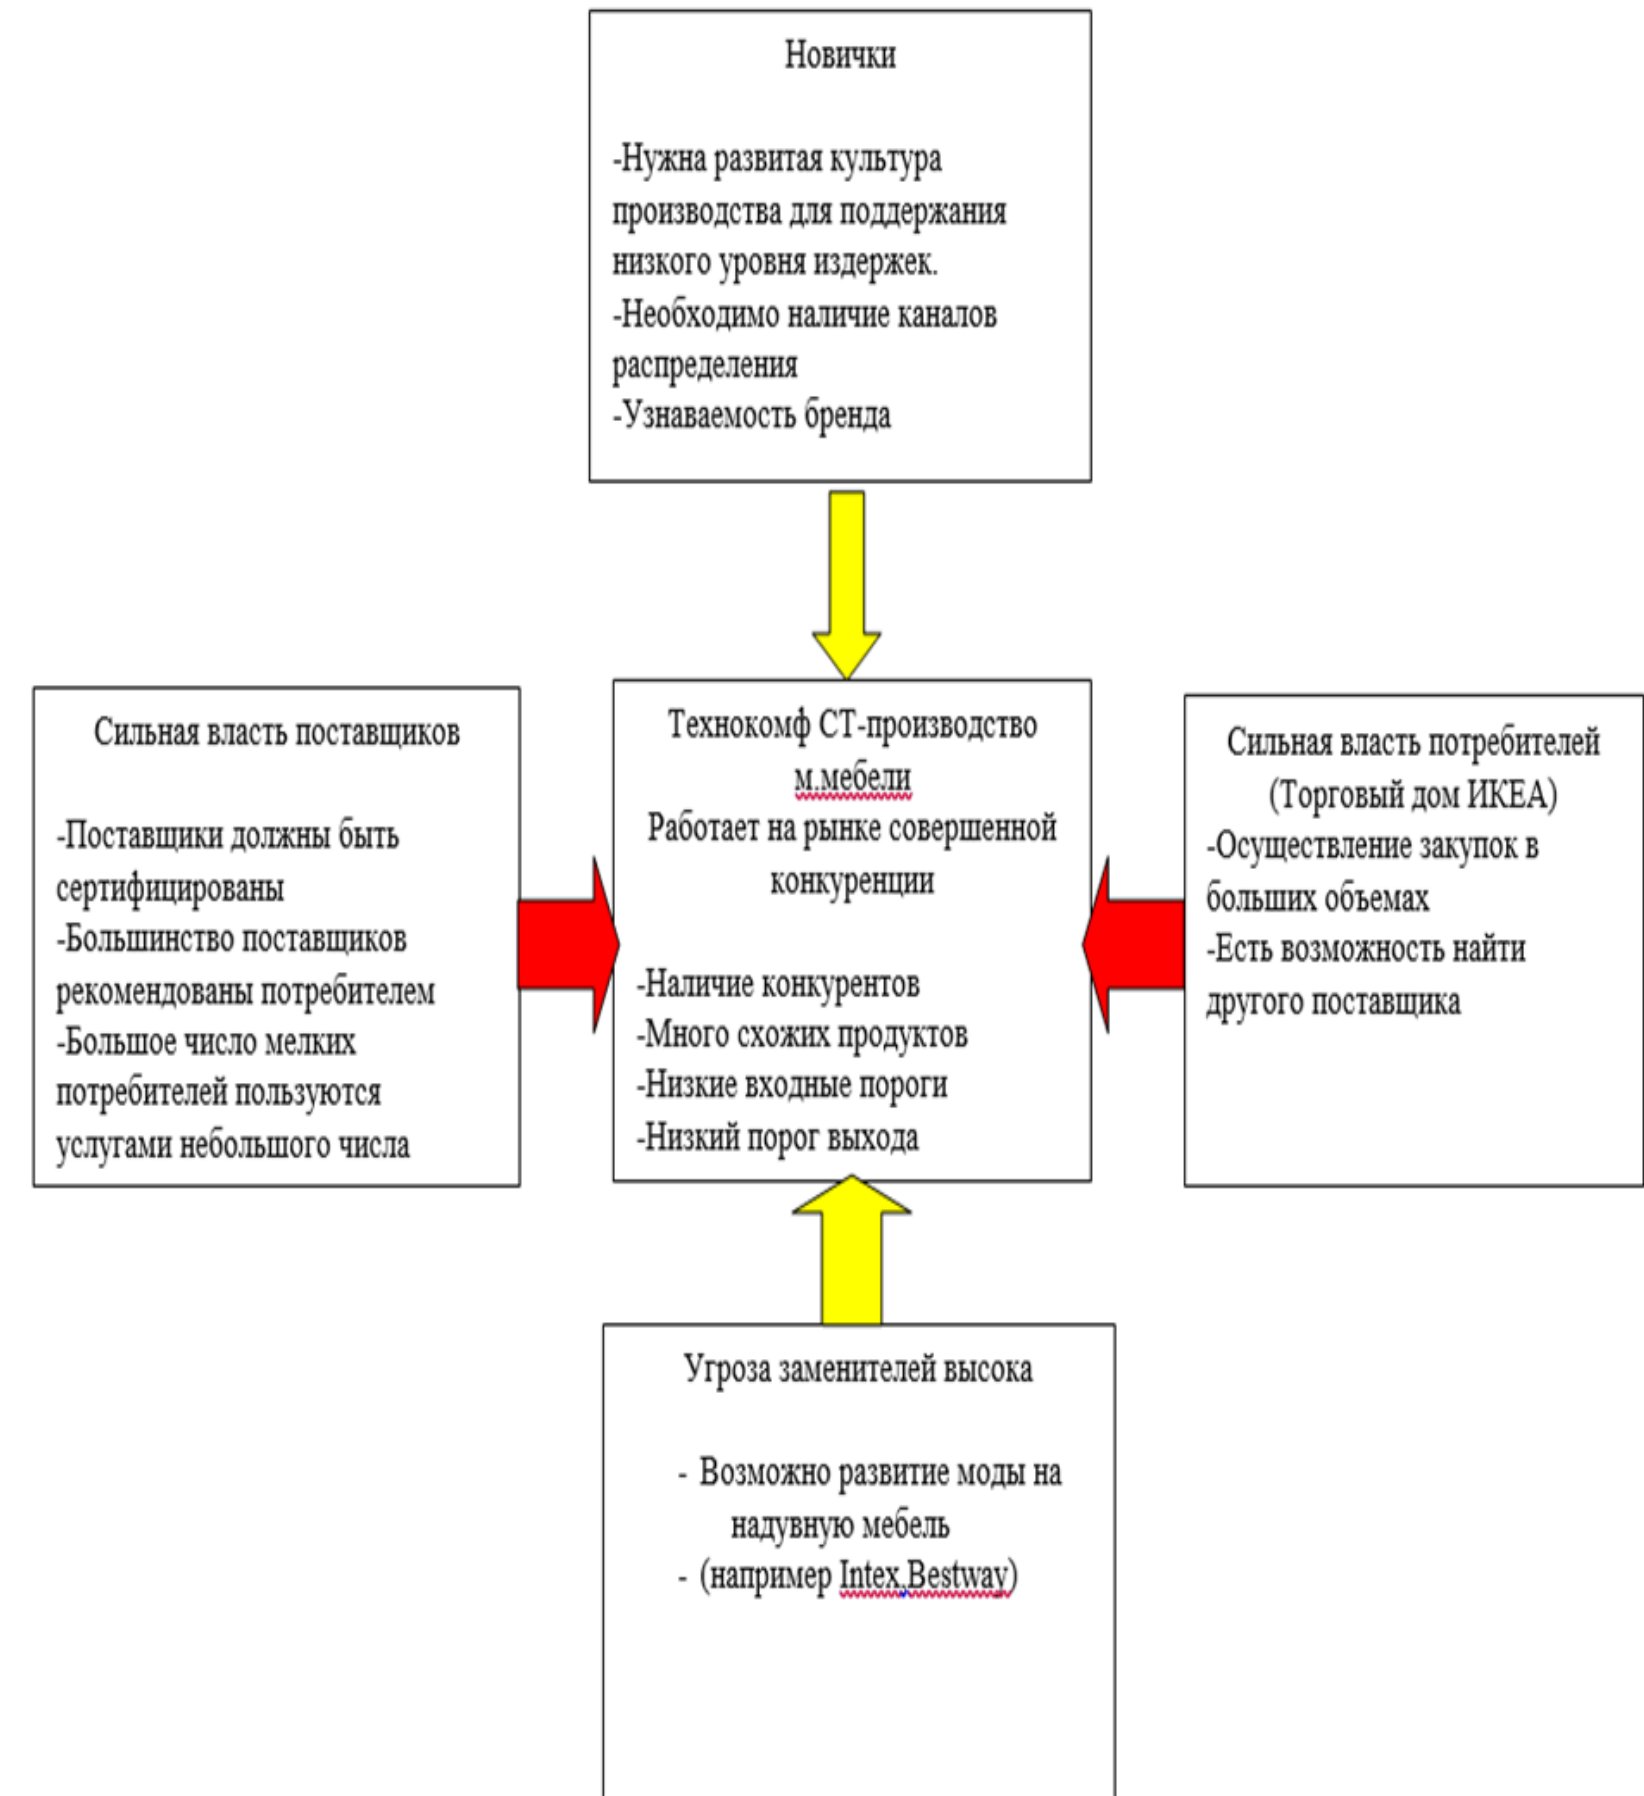 Новички
-Нужна развитая культура
производства для поддержания
низкого уровня издержек.
-Необходимо наличие каналов
распределения
-Узнаваемость бренда
Сильная власть поставщиков
-Поставщики должны быть
сертифицированы
-Большинство поставщиков
рекомендованы потребителем
-Большое число мелких
потребителей пользуются
услугами небольшого числа
Технокомф СТ-производство
м.мебели
Работает на рынке совершенной
конкуренции
-Наличие конкурентов
-Много схожих продуктов
-Низкие входные пороги
-Низкий порог выхода
Сильная власть потребителей
(Торговый дом ИКЕА)
-Осуществление закупок в
больших объемах
-Есть возможность найти
другого поставщика
Угроза заменителей высока
- Возможно развитие моды на
надувную мебель
- (например Intex,Bestway)